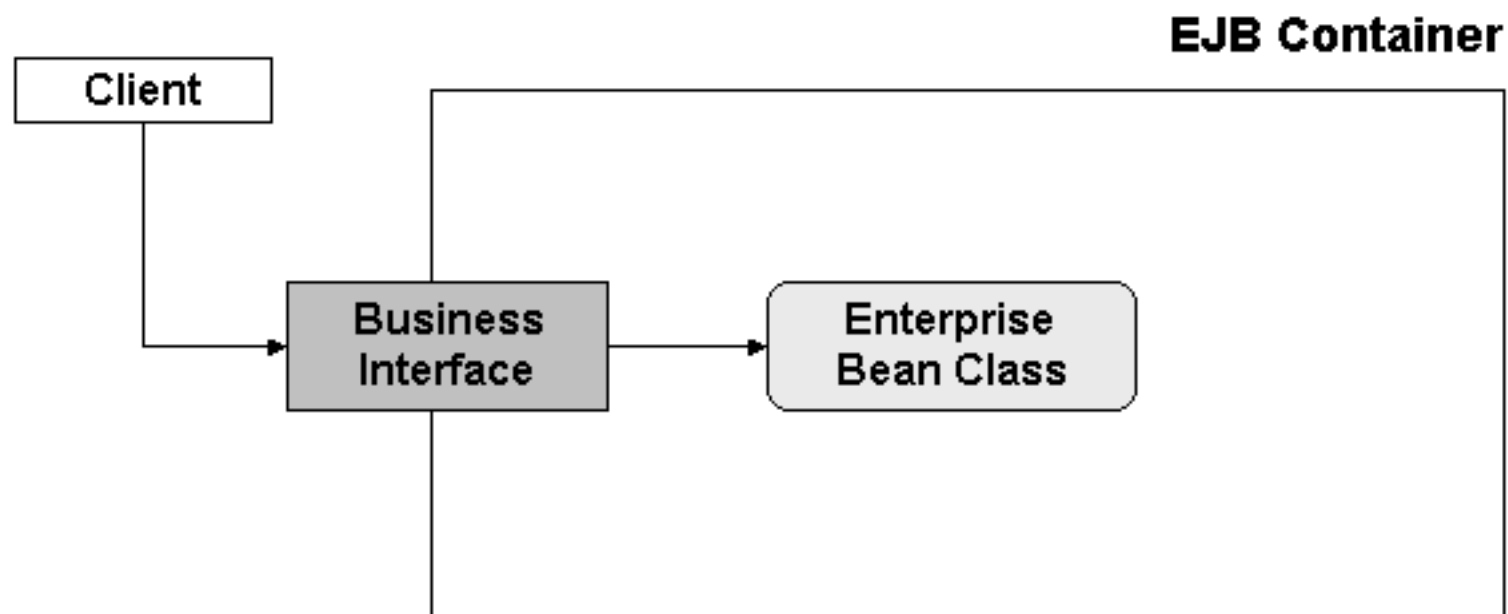 EJB Container
Client
Business
Interface
Enterprise
Bean Class